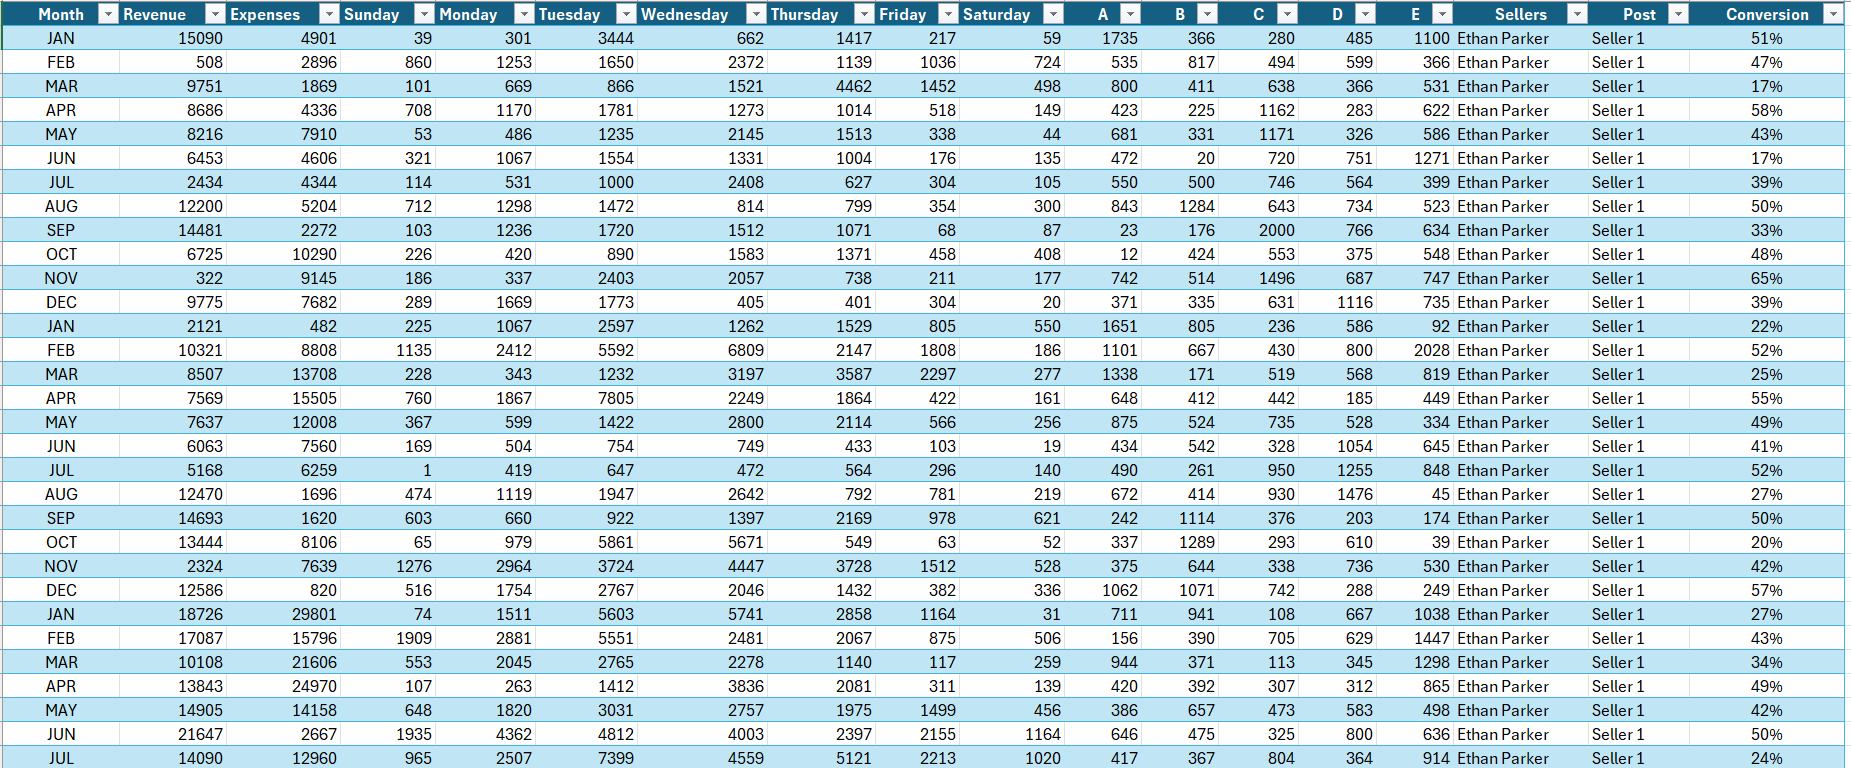 Month Revenue Expenses Sunday Monday Tuesday Wednesday Thursday Friday Saturday A B C D E Sellers Post Conversion
JAN 15090 4901 39 301 3444 662 1417 217 59 1735 366 280 485 1100 Ethan Parker Seller 1 51%
FEB 508 2896 860 1253 1650 2372 1139 1036 724 535 817 494 599 366 Ethan Parker Seller 1 47%
MAR 9751 1869 101 669 866 1521 4462 1452 498 800 411 638 366 531 Ethan Parker Seller 1 17%
APR 8686 4336 708 1170 1781 1273 1014 518 149 423 225 1162 283 622 Ethan Parker Seller 1 58%
MAY 8216 7910 53 486 1235 2145 1513 338 44 681 331 1171 326 586 Ethan Parker Seller 1 43%
JUN 6453 4606 321 1067 1554 1331 1004 176 135 472 20 720 751 1271 Ethan Parker Seller 1 17%
JUL 2434 4344 114 531 1000 2408 627 304 105 550 500 746 564 399 Ethan Parker Seller 1 39%
AUG 12200 5204 712 1298 1472 814 799 354 300 843 1284 643 734 523 Ethan Parker Seller 1 50%
SEP 14481 2272 103 1236 1720 1512 1071 68 87 23 176 2000 766 634 Ethan Parker Seller 1 33%
OCT 6725 10290 226 420 890 1583 1371 458 408 12 424 553 375 548 Ethan Parker Seller 1 48%
NOV 322 9145 186 337 2403 2057 738 211 177 742 514 1496 687 747 Ethan Parker Seller 1 65%
DEC 9775 7682 289 1669 1773 405 401 304 20 371 335 631 1116 735 Ethan Parker Seller 1 39%
JAN 2121 482 225 1067 2597 1262 1529 805 550 1651 805 236 586 92 Ethan Parker Seller 1 22%
FEB 10321 8808 1135 2412 5592 6809 2147 1808 186 1101 667 430 800 2028 Ethan Parker Seller 1 52%
MAR 8507 13708 228 343 1232 3197 3587 2297 277 1338 171 519 568 819 Ethan Parker Seller 1 25%
APR 7569 15505 760 1867 7805 2249 1864 422 161 648 412 442 185 449 Ethan Parker Seller 1 55%
MAY 7637 12008 367 599 1422 2800 2114 566 256 875 524 735 528 334 Ethan Parker Seller 1 49%
JUN 6063 7560 169 504 754 749 433 103 19 434 542 328 1054 645 Ethan Parker Seller 1 41%
JUL 5168 6259 1 419 647 472 564 296 140 490 261 950 1255 848 Ethan Parker Seller 1 52%
AUG 12470 1696 474 1119 1947 2642 792 781 219 672 414 930 1476 45 Ethan Parker Seller 1 27%
SEP 14693 1620 603 660 922 1397 2169 978 621 242 1114 376 203 174 Ethan Parker Seller 1 50%
OCT 13444 8106 65 979 5861 5671 549 63 52 337 1289 293 610 39 Ethan Parker Seller 1 20%
NOV 2324 7639 1276 2964 3724 4447 3728 1512 528 375 644 338 736 530 Ethan Parker Seller 1 42%
DEC 12586 820 516 1754 2767 2046 1432 382 336 1062 1071 742 288 249 Ethan Parker Seller 1 57%
JAN 18726 29801 74 1511 5603 5741 2858 1164 31 711 941 108 667 1038 Ethan Parker Seller 1 27%
FEB 17087 15796 1909 2881 5551 2481 2067 875 506 156 390 705 629 1447 Ethan Parker Seller 1 43%
MAR 10108 21606 553 2045 2765 2278 1140 117 259 944 371 113 345 1298 Ethan Parker Seller 1 34%
APR 13843 24970 107 263 1412 3836 2081 311 139 420 392 307 312 865 Ethan Parker Seller 1 49%
MAY 14905 14158 648 1820 3031 2757 1975 1499 456 386 657 473 583 498 Ethan Parker Seller 1 42%
JUN 21647 2667 1935 4362 4812 4003 2397 2155 1164 646 475 325 800 636 Ethan Parker Seller 1 50%
JUL 14090 12960 965 2507 7399 4559 5121 2213 1020 417 367 804 364 914 Ethan Parker Seller 1 24%